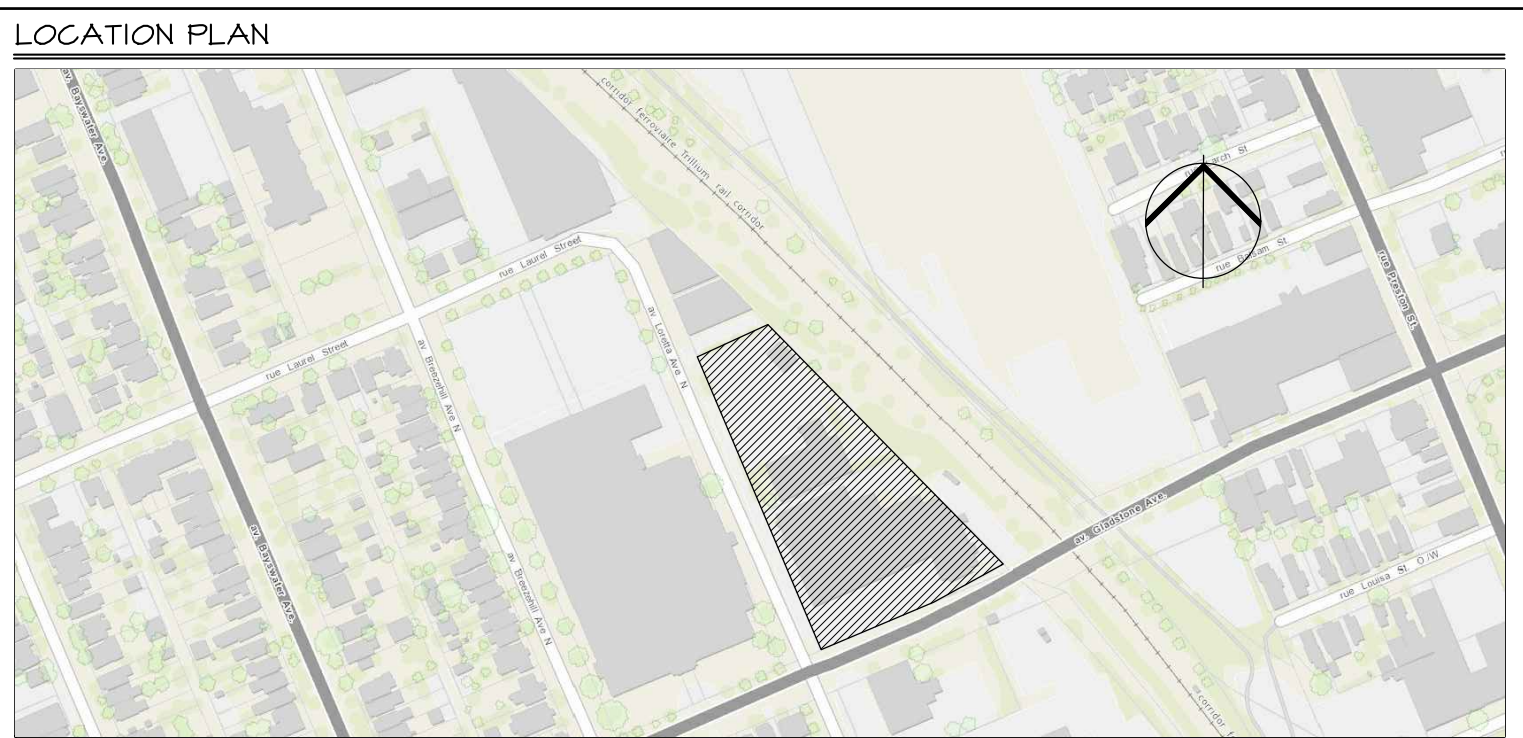 LOCATION PLAN
av. Bayswater Ave.
corridor ferroviaire Trillium rail corridor
arch St
rue Balsam St
rue Laurel Street
rue Preston St.
av Loretta Ave N
rue Laurel Street
av Breezehill Ave N
av. Gladstone Ave.
av. Bayswater Ave.
av Breezehill Ave N
rue Louisa St O /W
corridor